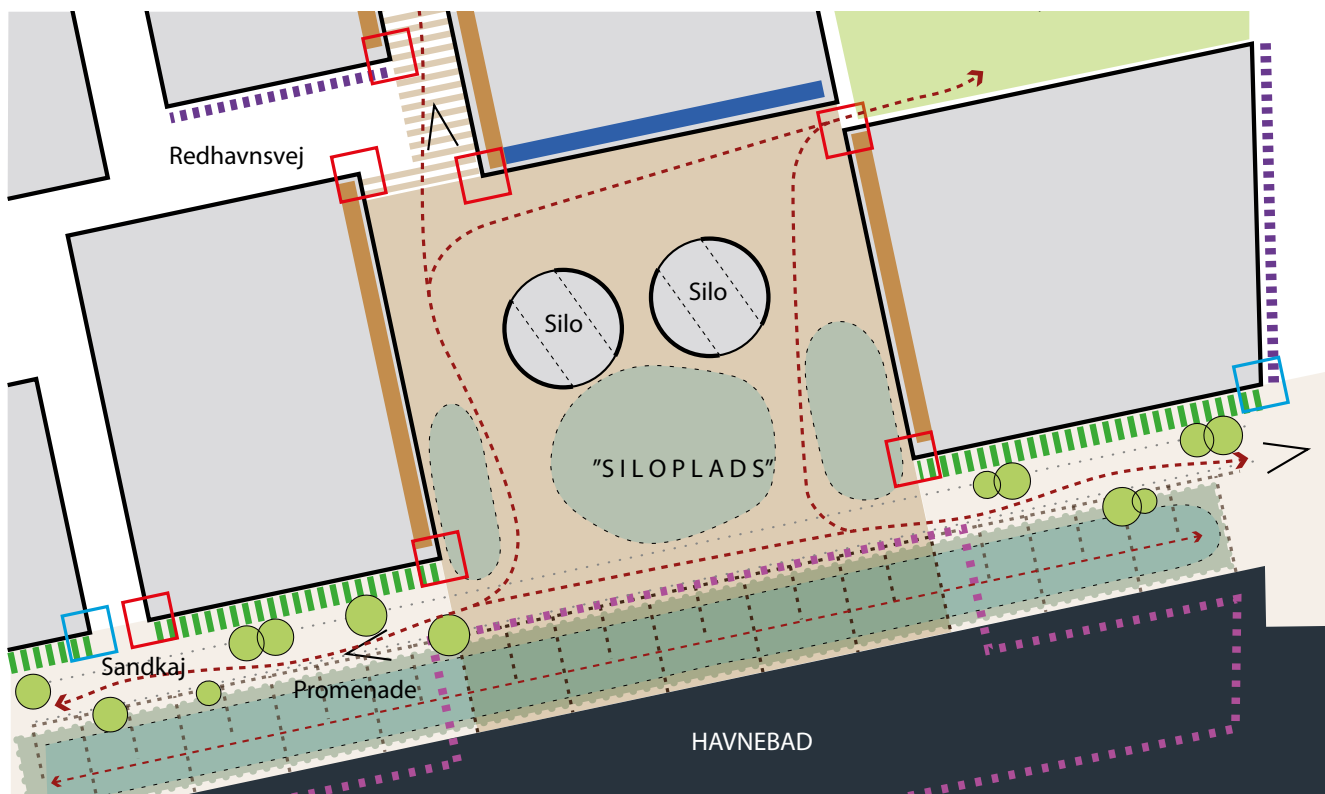 Redhavnsvej
Silo
Silo
"SILOPLADS"
Sandkaj
Promenade
HAVNEBAD